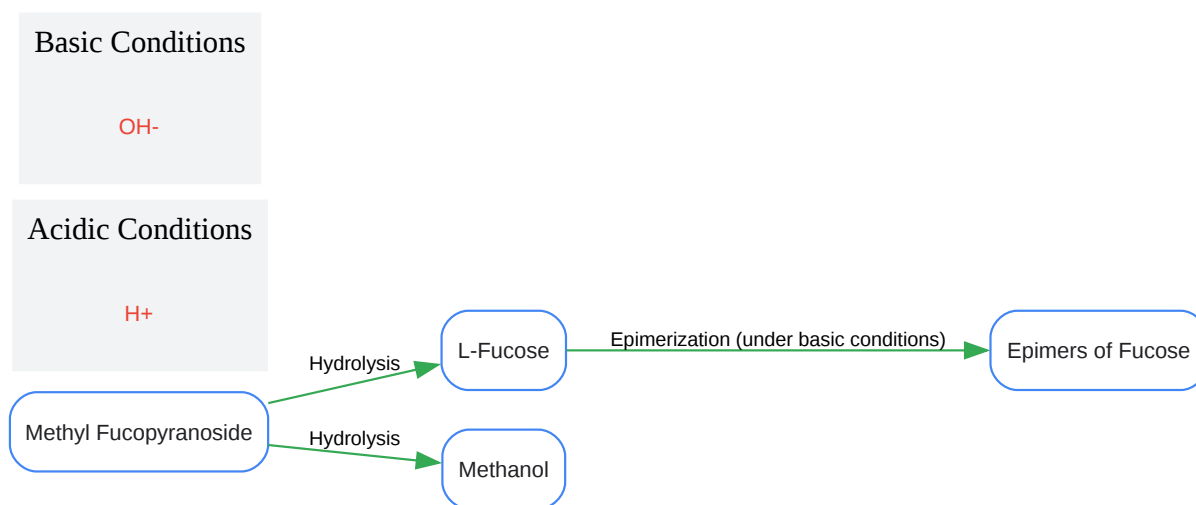 Basic Conditions
OH-
Acidic Conditions
H+
Hydrolysis
L-Fucose
Epimerization (under basic conditions)
Epimers of Fucose
Methyl Fucopyranoside
Hydrolysis
Methanol